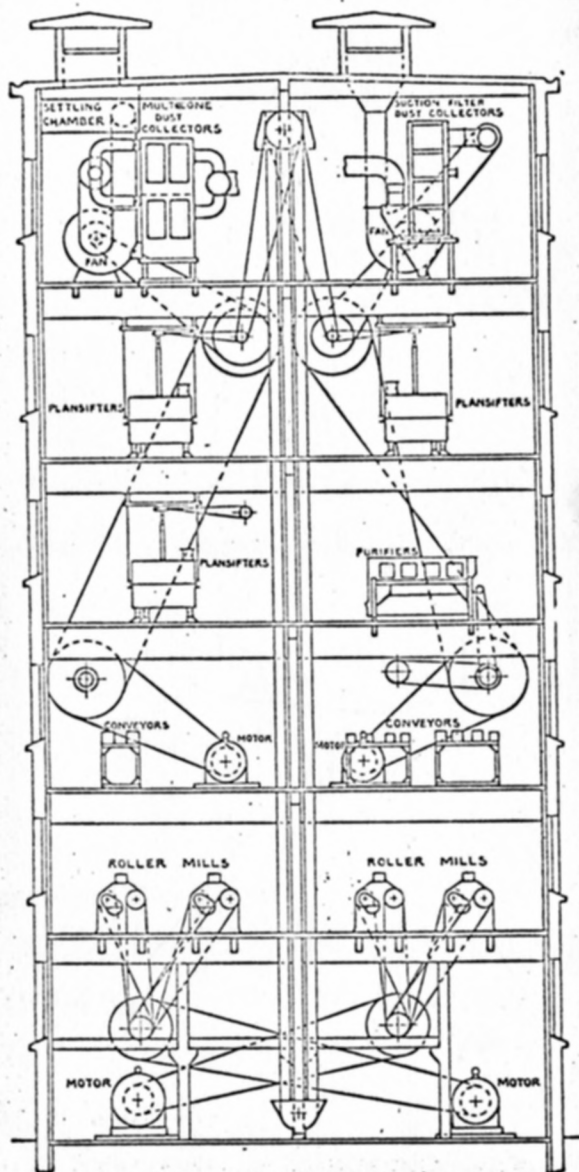 SETTLING
CHAMBER
MULTICLONE
DUST
COLLECTORS
SUCTION FILTER
DUST COLLECTORS
FAN
FAN
PLANSIFTERS
PLANSIFTERS
PLANSIFTERS
PURIFIERS
CONVEYORS
MOTOR
MOTOR
CONVEYORS
ROLLER MILLS
ROLLER MILLS
MOTOR
MOTOR